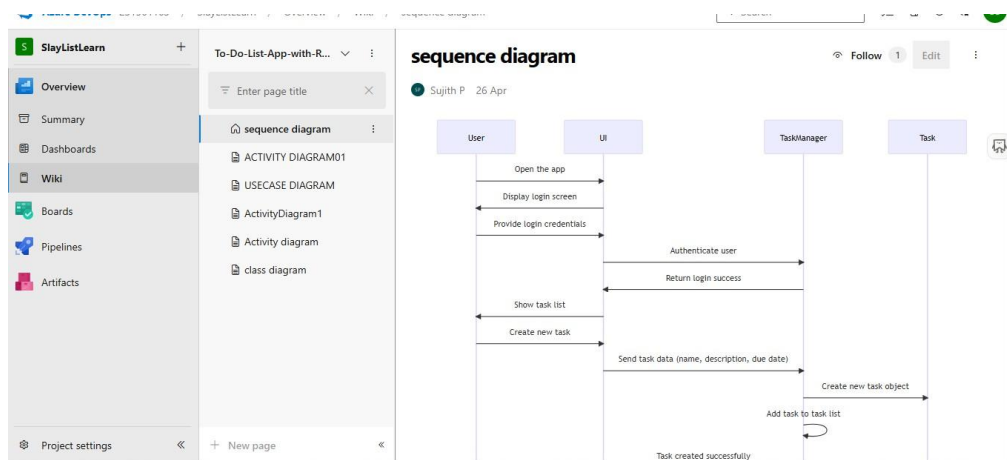 SlayListLearn
Overview
Summary
Dashboards
Wiki
Boards
Pipelines
Artifacts
Project settings
To-Do-List-App-with-R...
Enter page title
sequence diagram
ACTIVITY DIAGRAM01
USECASE DIAGRAM
ActivityDiagram1
Activity diagram
class diagram
New page
sequence diagram
Follow 1 Edit
Sujith P 26 Apr
User UI TaskManager Task
Open the app
Display login screen
Provide login credentials
Authenticate user
Return login success
Show task list
Create new task
Send task data (name, description, due date)
Create new task object
Add task to task list
Task created successfully